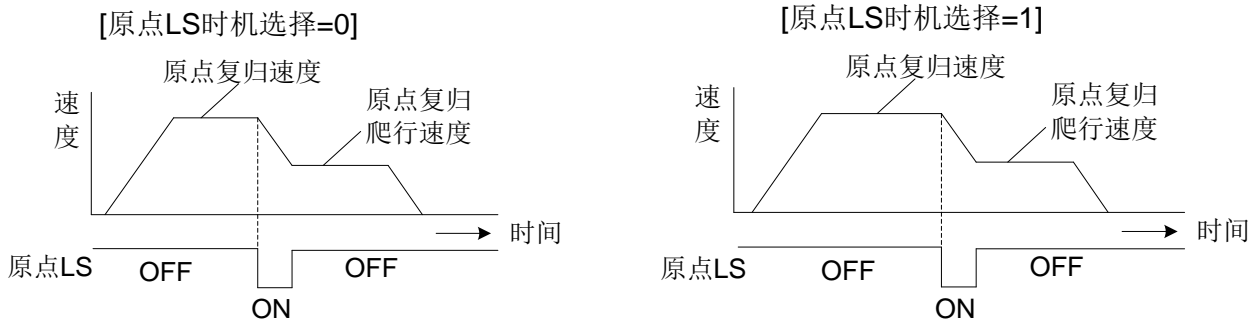 [原点LS时机选择=0]
原点复归速度
速
度
原点复归
爬行速度
时间
原点LS
OFF
ON
OFF
[原点LS时机选择=1]
原点复归速度
速
度
原点复归
爬行速度
时间
原点LS
OFF
ON
OFF